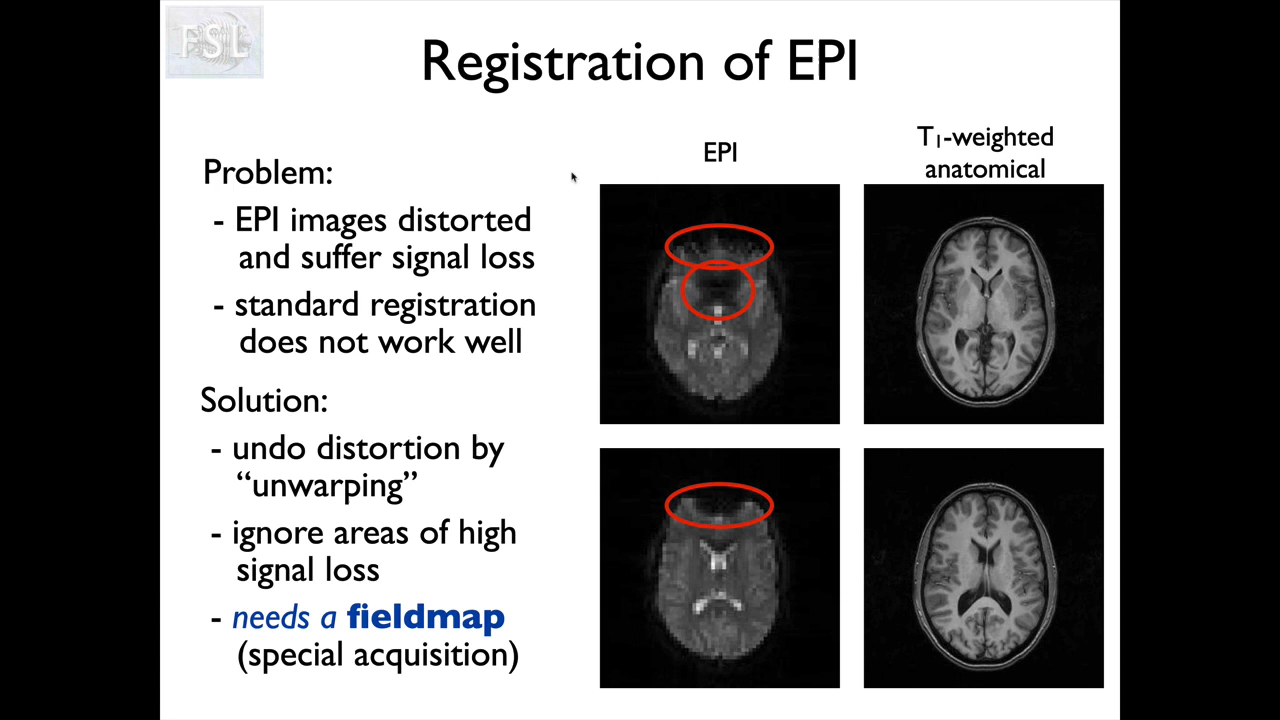 FSL
Registration of EPI
Problem:
- EPI images distorted
and suffer signal loss
- standard registration
does not work well
Solution:
- undo distortion by
“unwarping”
- ignore areas of high
signal loss
- needs a fieldmap
(special acquisition)
EPI
T1-weighted
anatomical